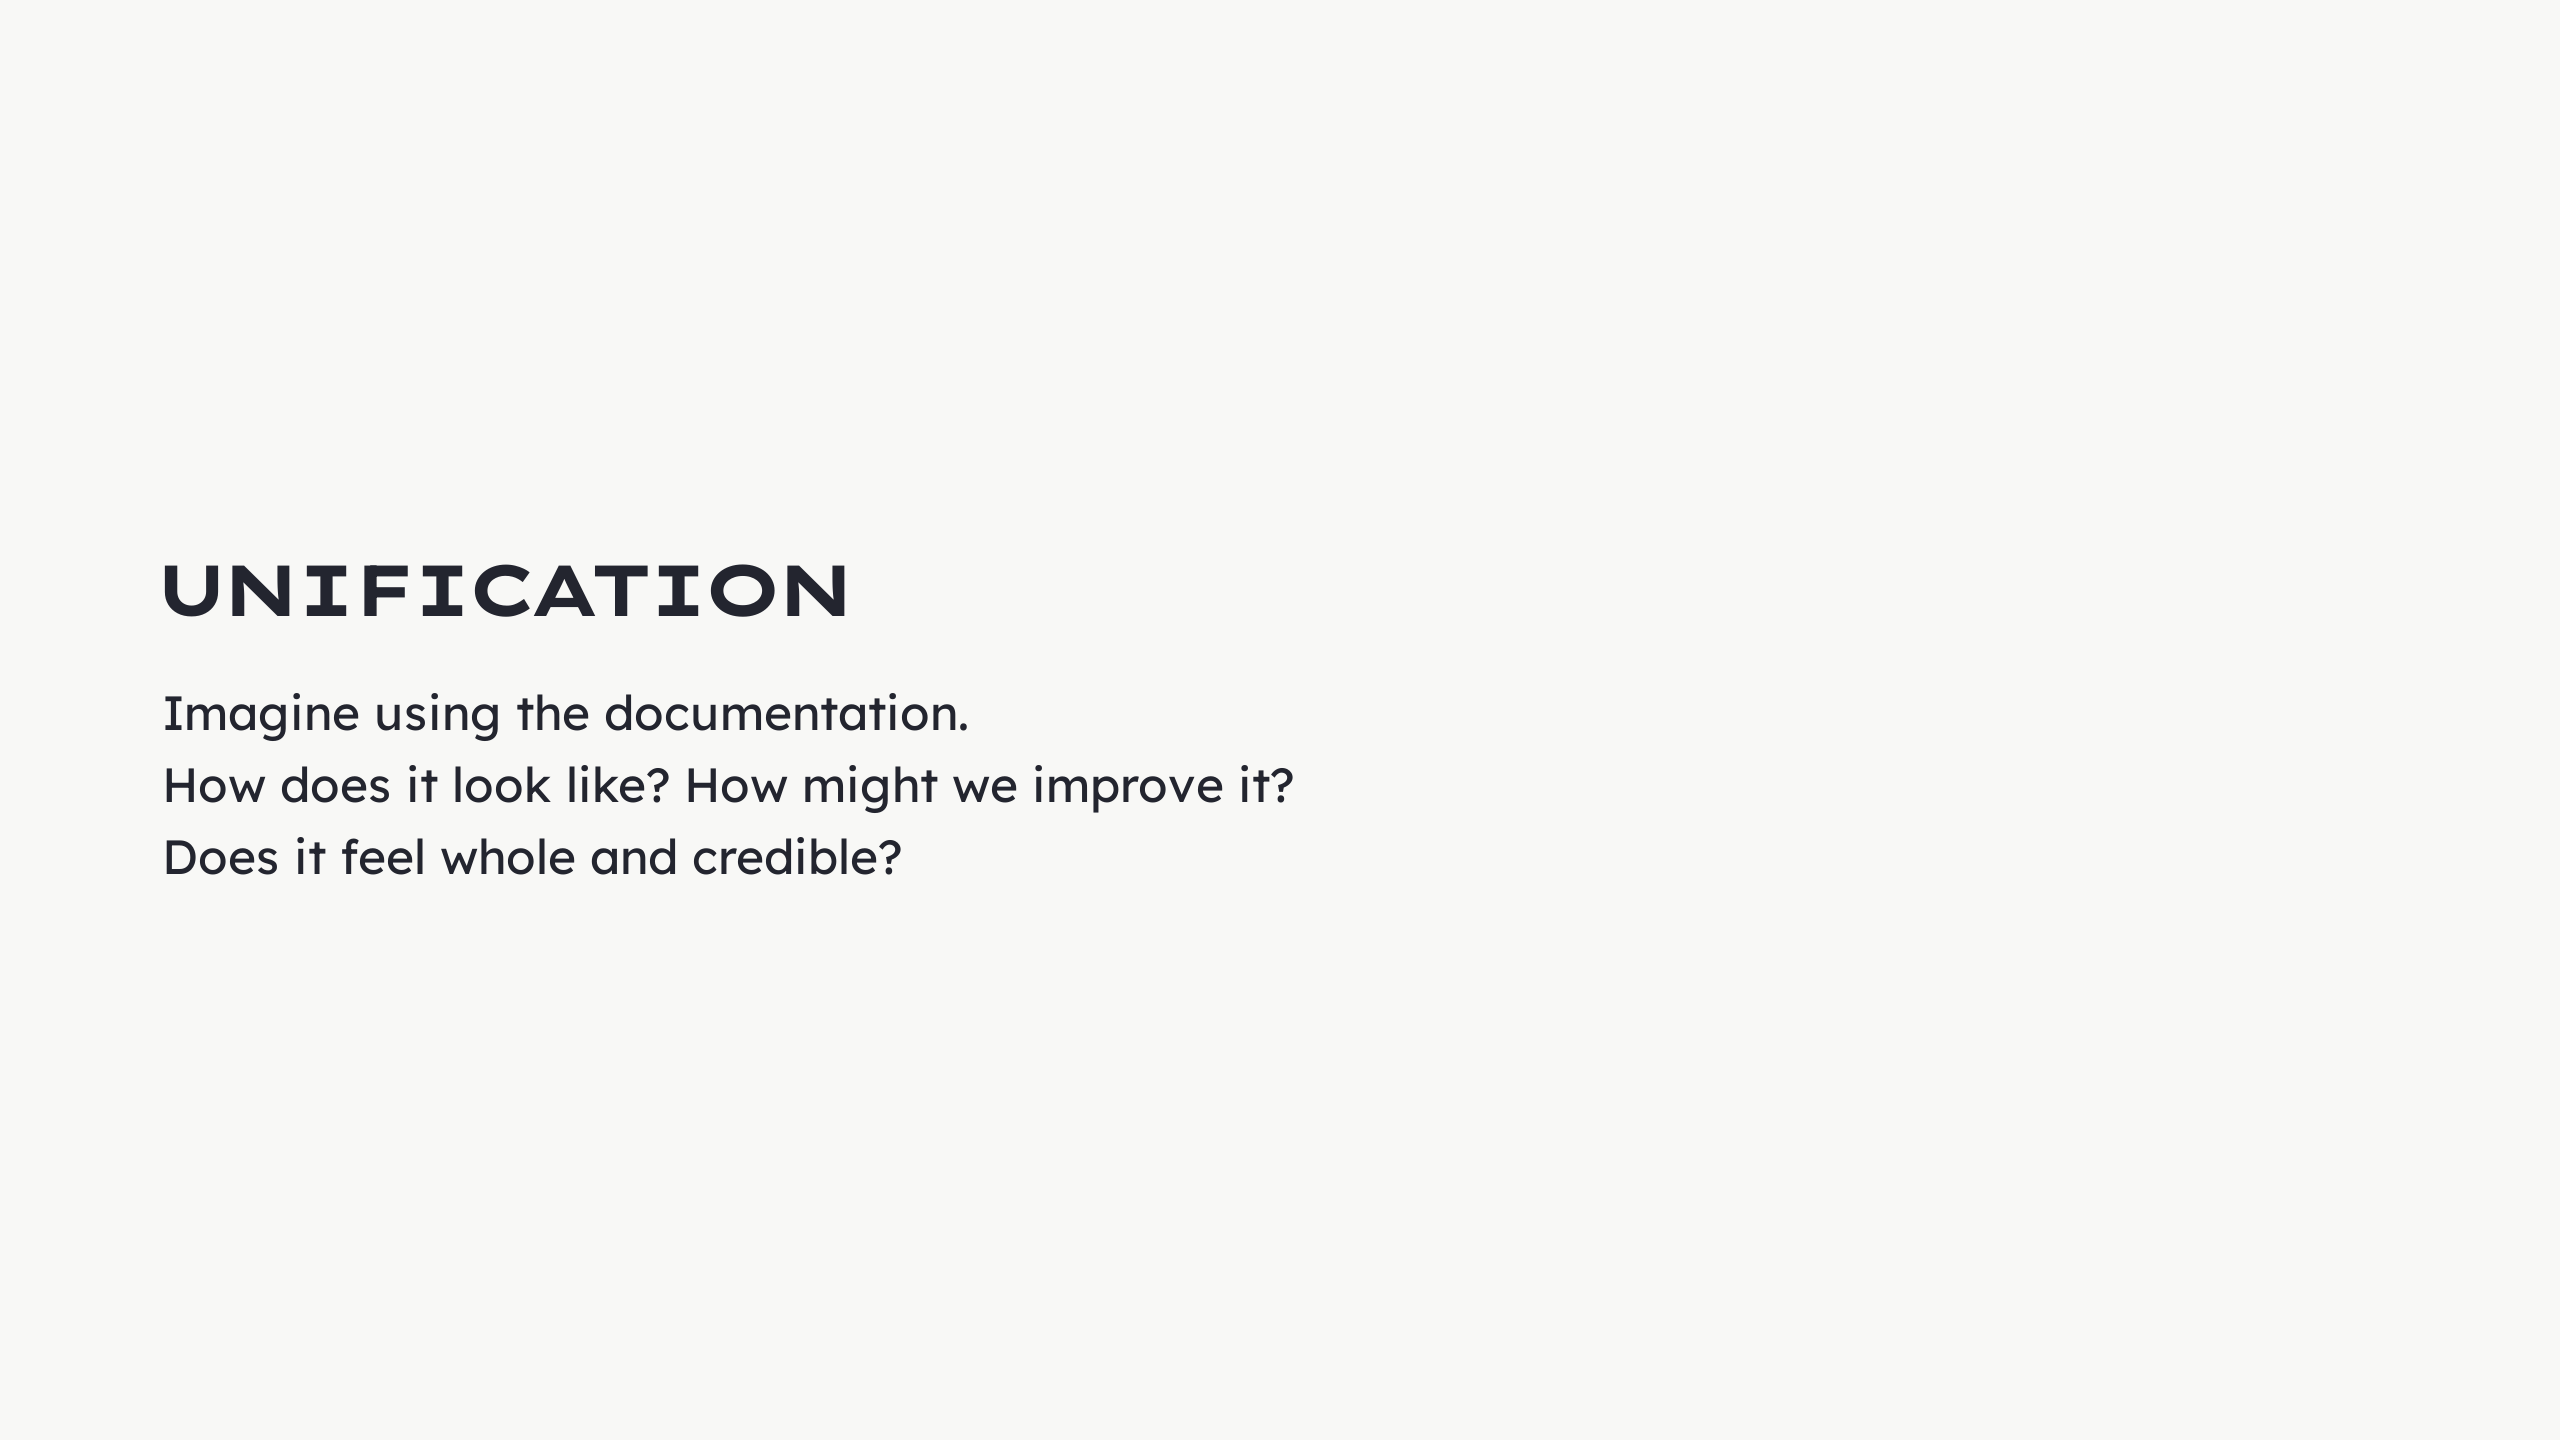 UNIFICATION
Imagine using the documentation.
How does it look like? How might we improve it?
Does it feel whole and credible?